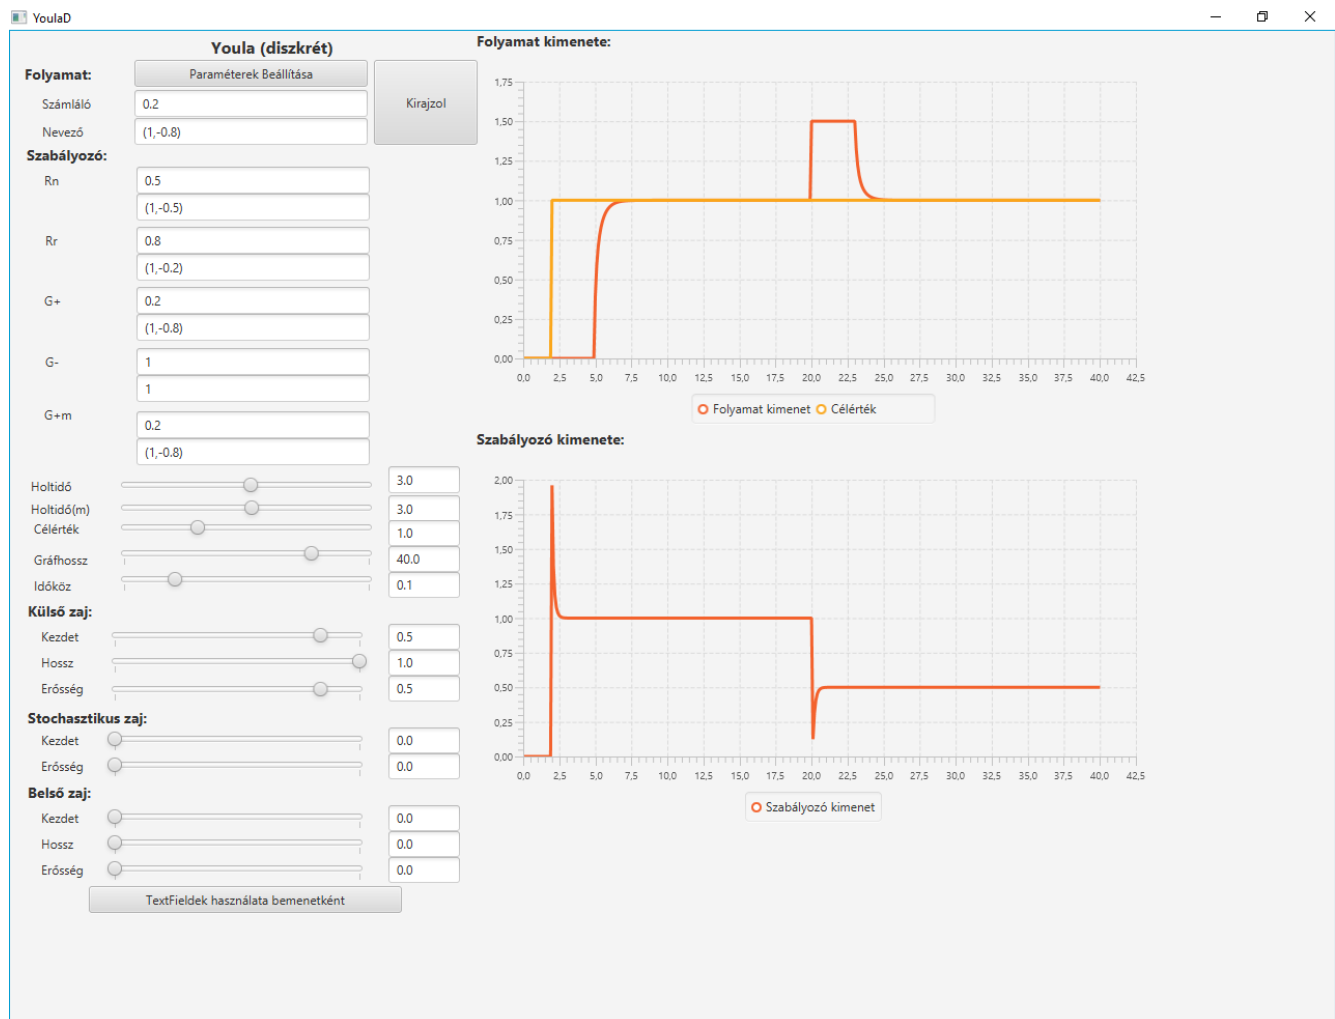 YoulaD
Youla (diszkrét)
Folyamat:
Paraméterek Beállítása
Kirajzol
Számláló
0.2
Nevező
(1,-0.8)
Szabályozó:
Rn
0.5
(1,-0.5)
Rr
0.8
(1,-0.2)
G+
0.2
(1,-0.8)
G-
1
1
G+m
0.2
(1,-0.8)
Holtidő
3.0
Holtidő(m)
3.0
Célérték
1.0
Gráfhossz
40.0
Időköz
0.1
Külső zaj:
Kezdet
0.5
Hossz
1.0
Erősség
0.5
Stochasztikus zaj:
Kezdet
0.0
Erősség
0.0
Belső zaj:
Kezdet
0.0
Hossz
0.0
Erősség
0.0
TextFieldek használata bemenetként
Folyamat kimenete:
1,75
1,50
1,25
1,00
0,75
0,50
0,25
0,00
0,0 2,5 5,0 7,5 10,0 12,5 15,0 17,5 20,0 22,5 25,0 27,5 30,0 32,5 35,0 37,5 40,0 42,5
Folyamat kimenet Célérték
Szabályozó kimenete:
2,00
1,75
1,50
1,25
1,00
0,75
0,50
0,25
0,00
0,0 2,5 5,0 7,5 10,0 12,5 15,0 17,5 20,0 22,5 25,0 27,5 30,0 32,5 35,0 37,5 40,0 42,5
Szabályozó kimenet